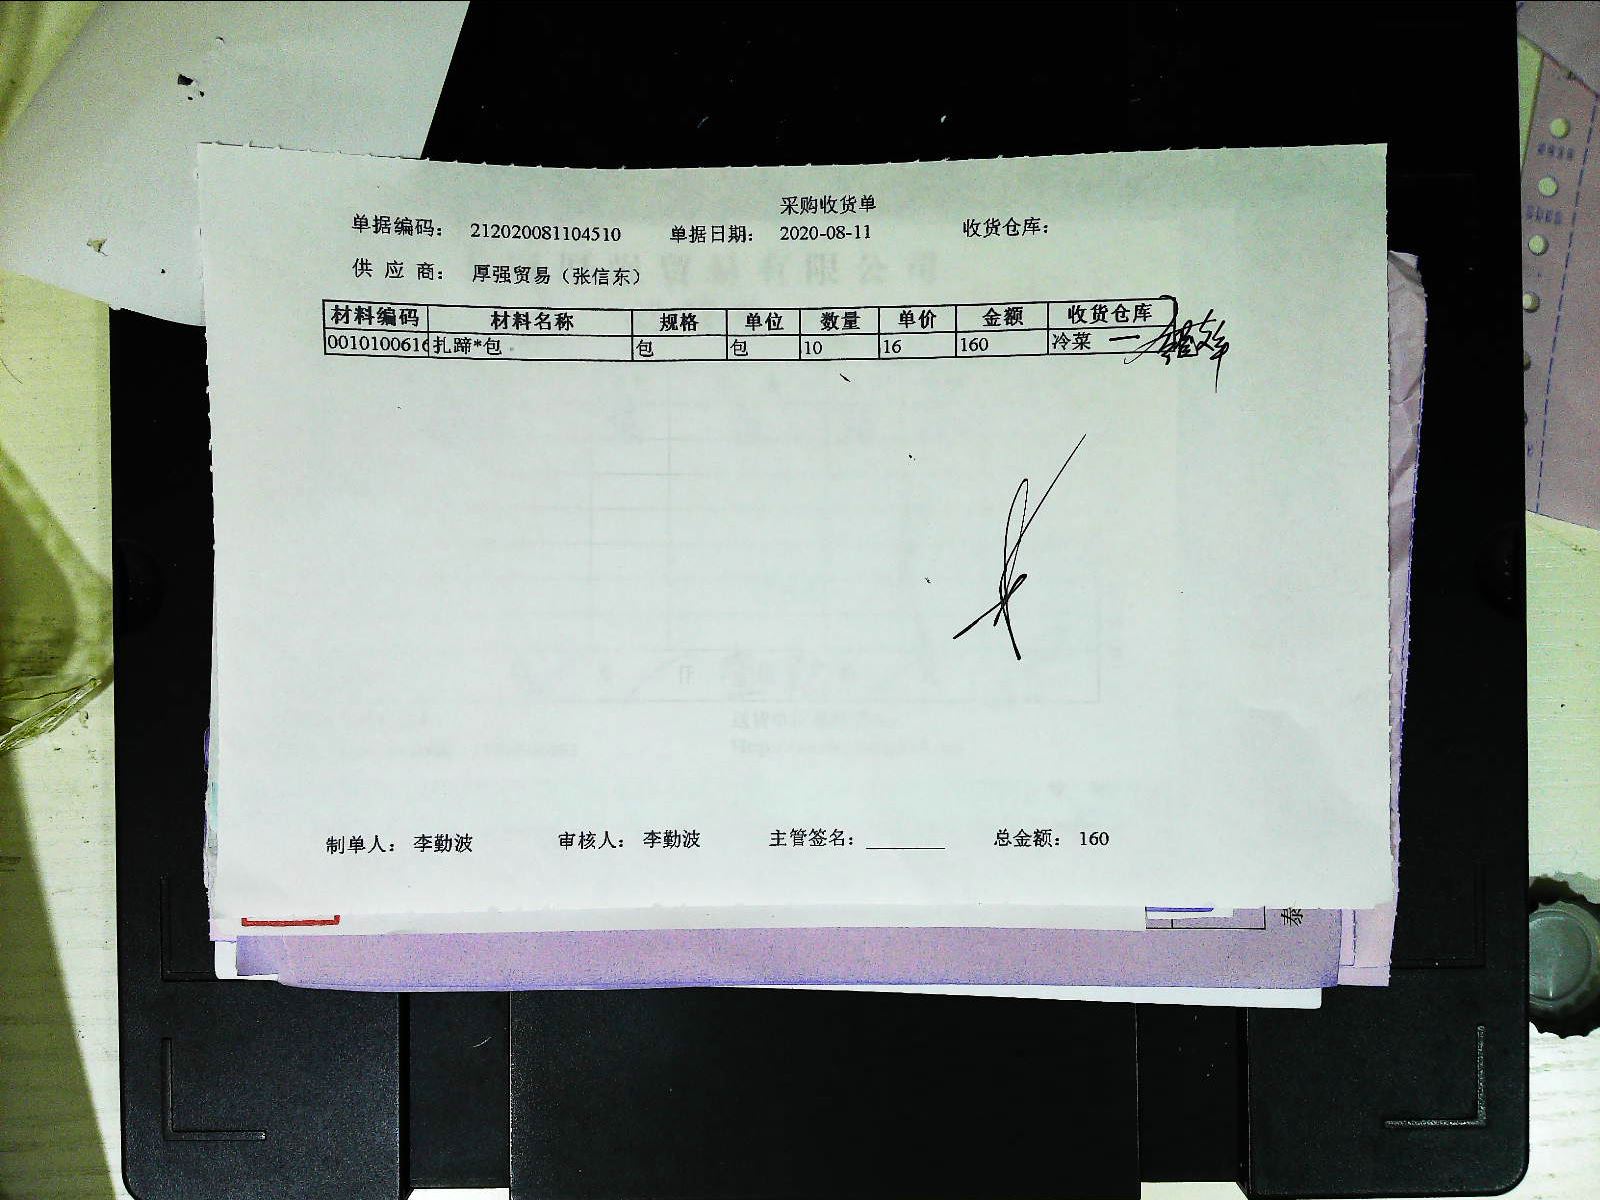 采购收货单
单据编码: 212020081104510 单据日期: 2020-08-11 收货仓库:
供 应 商: 厚强贸易（张信东）
材料编码 材料名称 规格 单位 数量 单价 金额 收货仓库
0010100616 扎蹄*包 包 包 10 16 160 冷菜
制单人: 李勤波 审核人: 李勤波 主管签名: 总金额: 160
泰